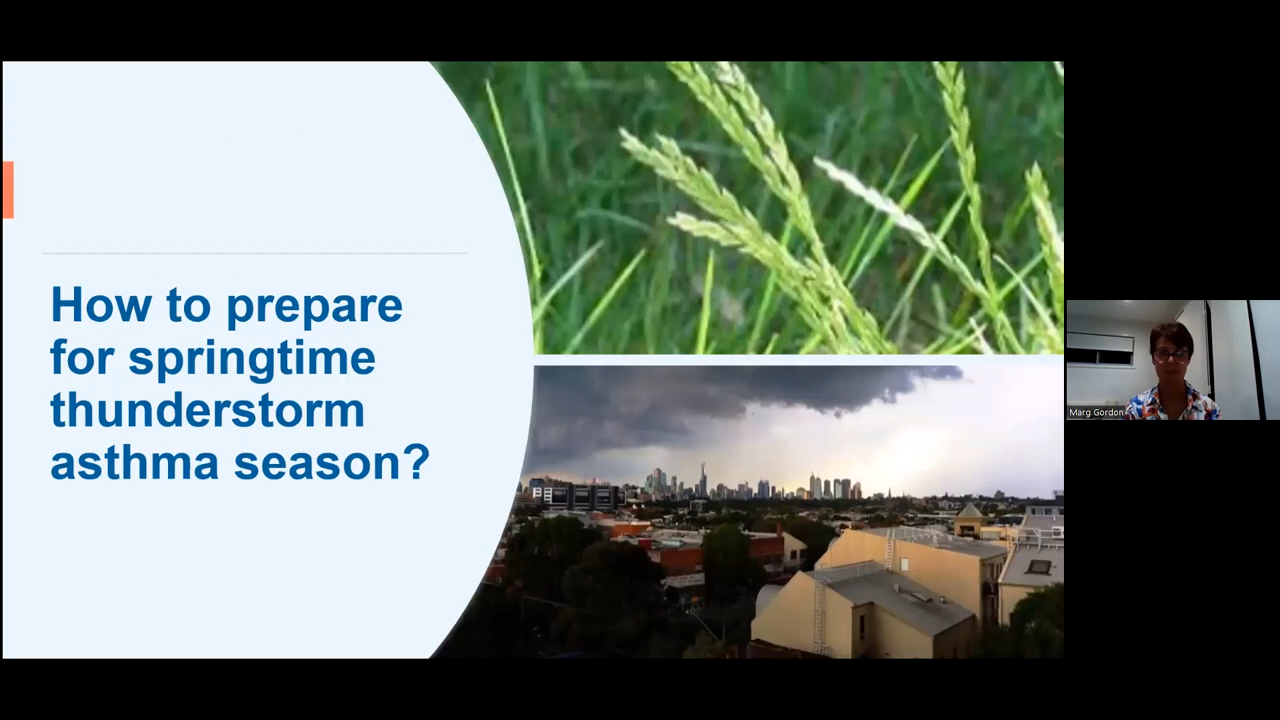 How to prepare
for springtime
thunderstorm
asthma season?
Marg Gordon